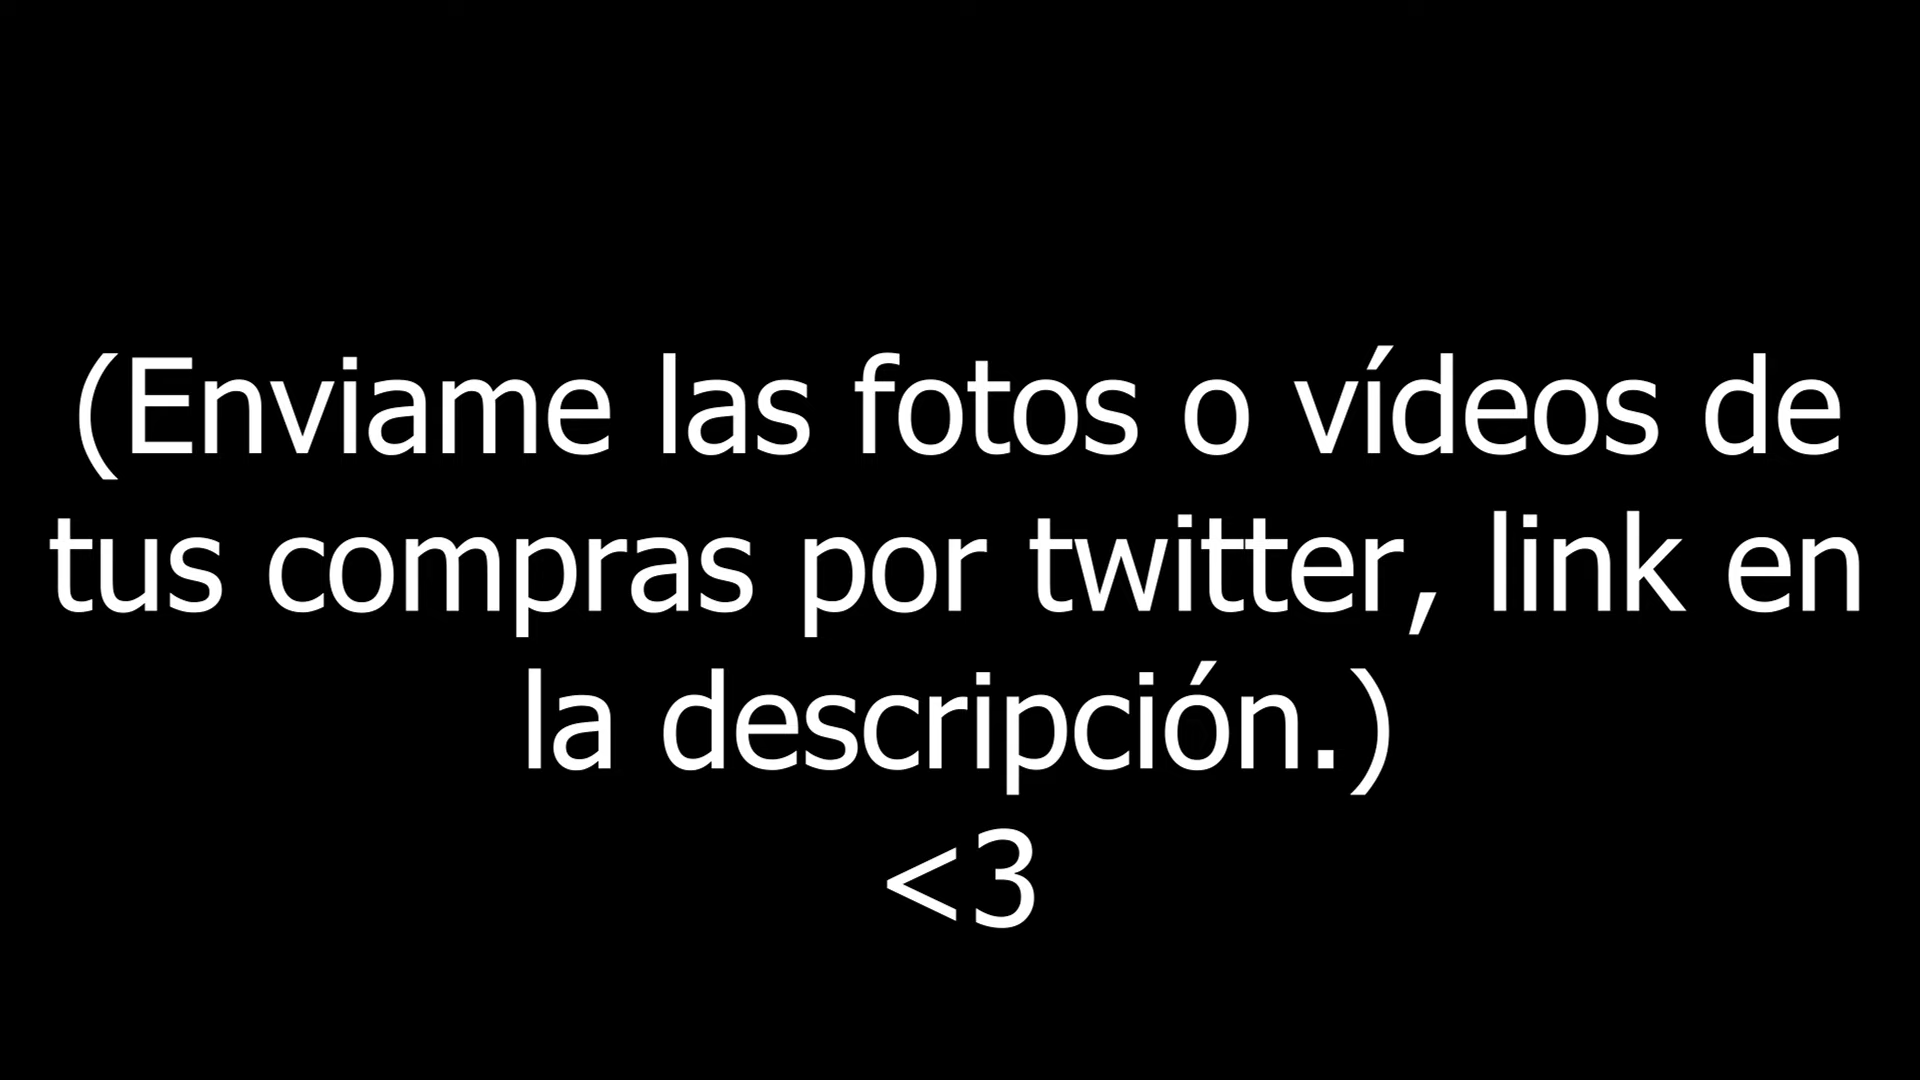 (Enviame las fotos o vídeos de
tus compras por twitter, link en
la descripción.)
<3